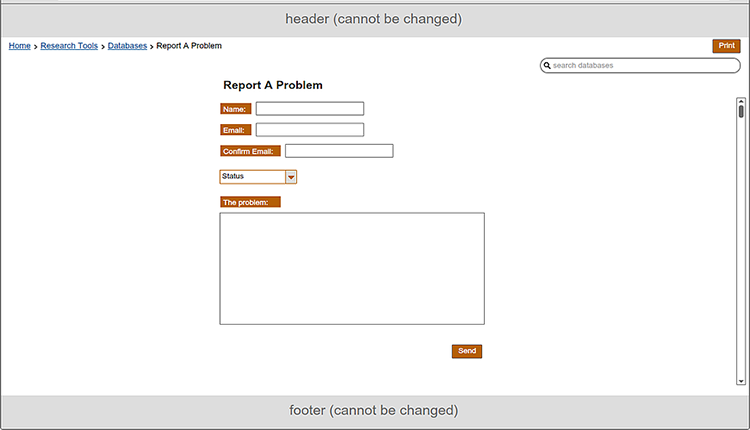 header (cannot be changed)
Home > Research Tools > Databases > Report A Problem
Print
search databases
Report A Problem
Name:
Email:
Confirm Email:
Status
The problem:
Send
footer (cannot be changed)